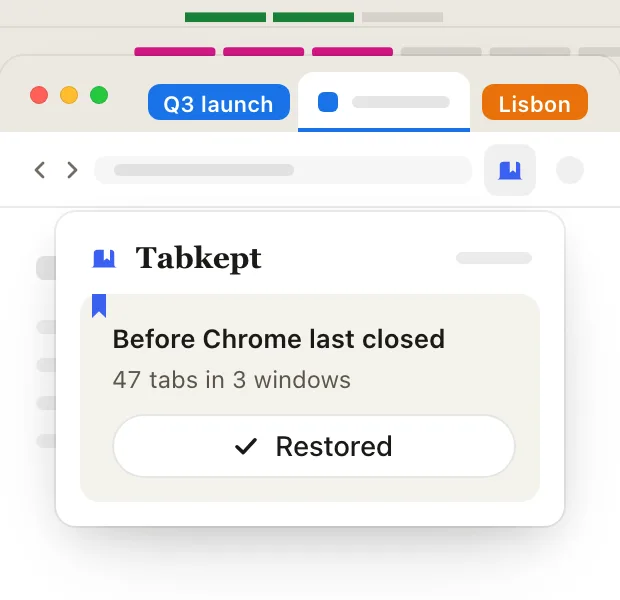 Q3 launch
Lisbon
Tabkept
Before Chrome last closed
47 tabs in 3 windows
Restored